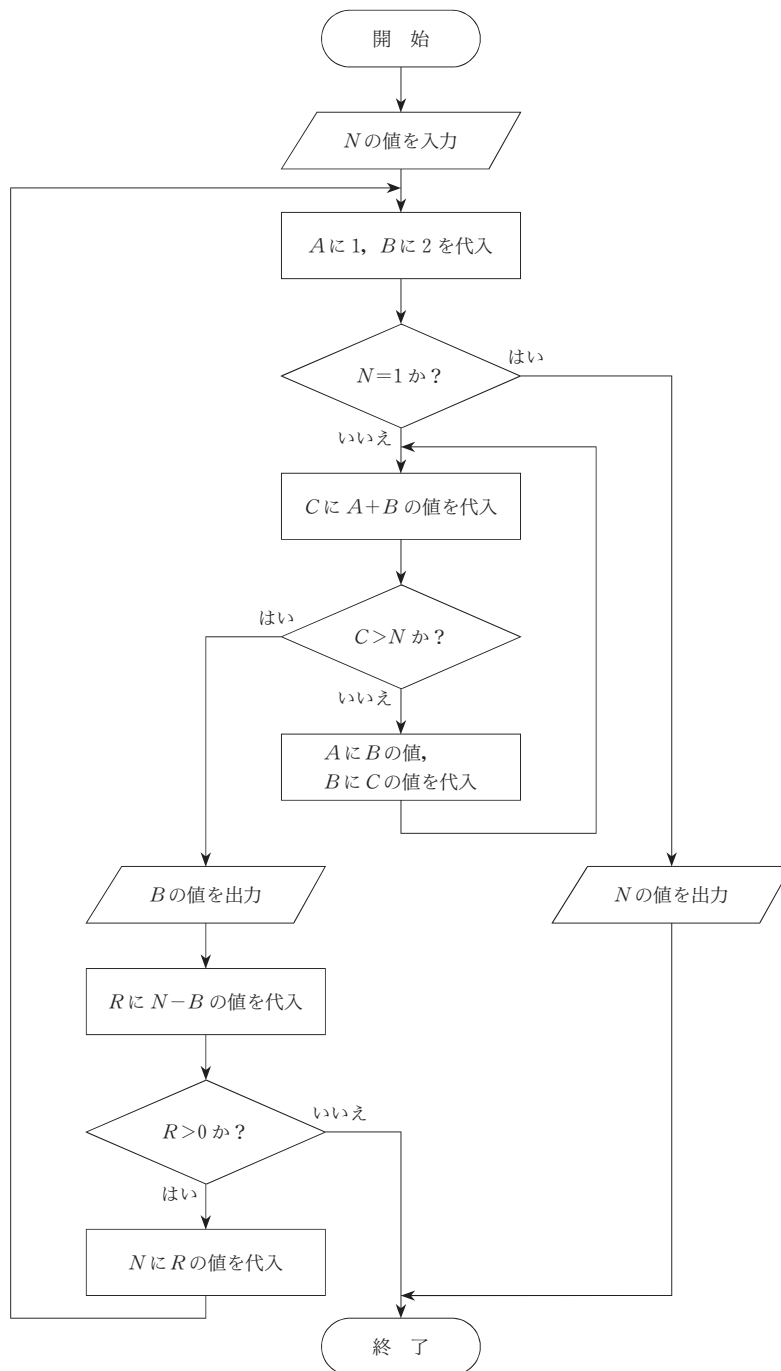 開　始
Nの値を入力
Aに1，Bに2を代入
はい
N=1か？
いいえ
CにA+Bの値を代入
はい
C>Nか？
いいえ
AにBの値，
BにCの値を代入
Bの値を出力
Nの値を出力
RにN−Bの値を代入
いいえ
R>0か？
はい
NにRの値を代入
終　了